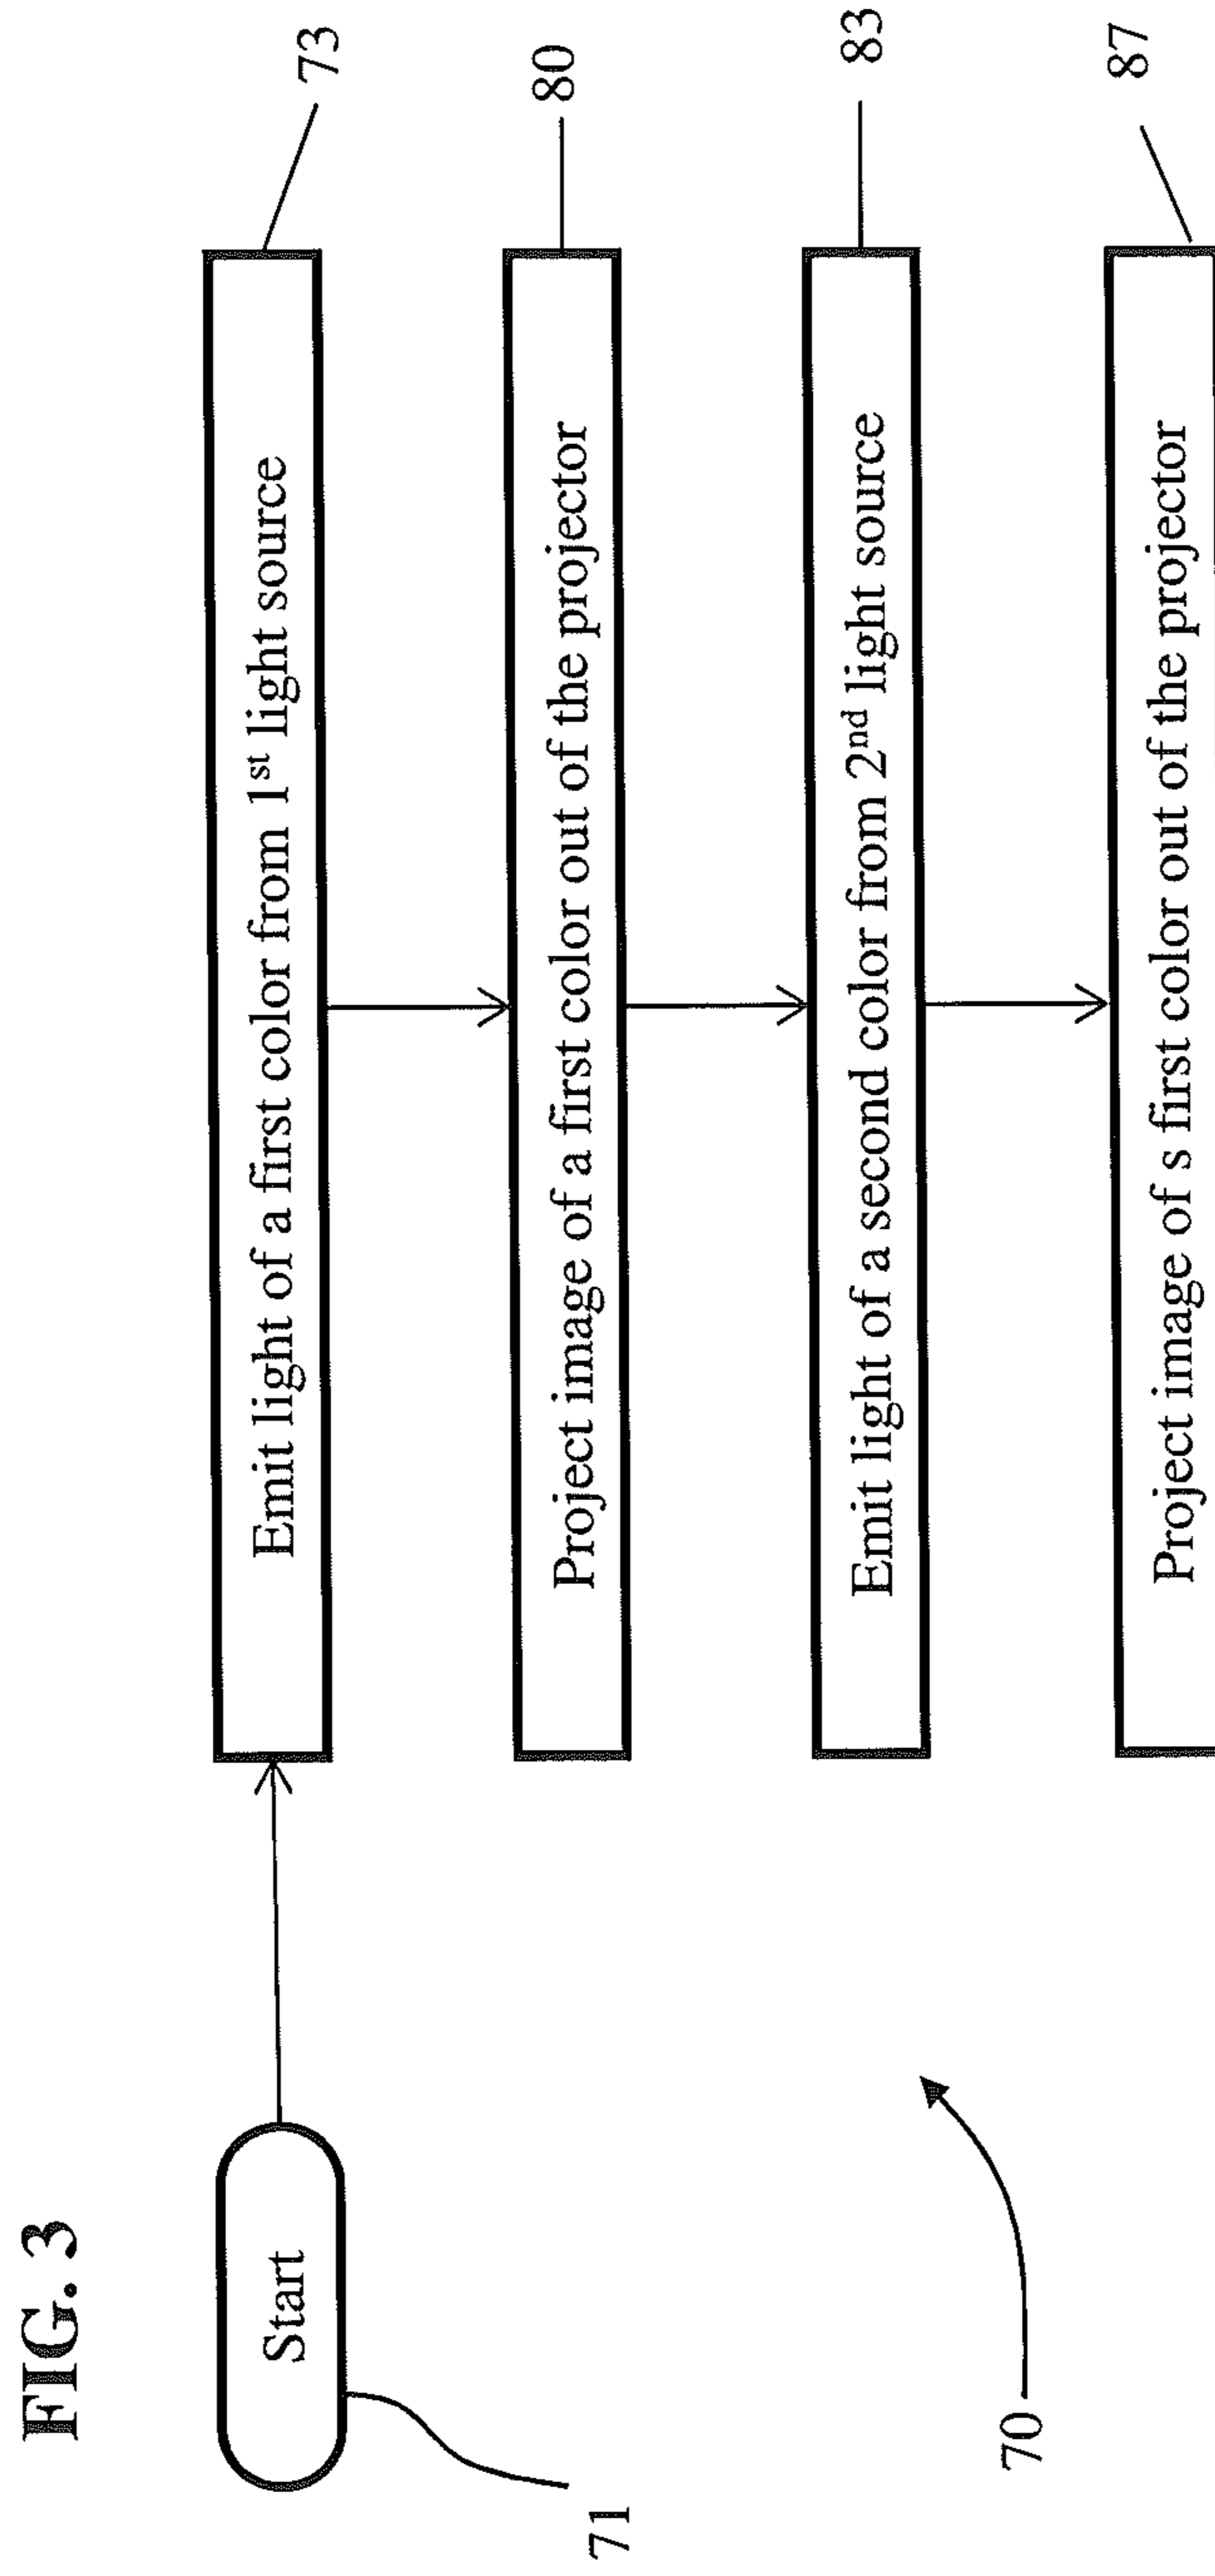 FIG. 3
Start
71
70
Emit light of a first color from 1st light source
73
Project image of a first color out of the projector
80
Emit light of a second color from 2nd light source
83
Project image of s first color out of the projector
87